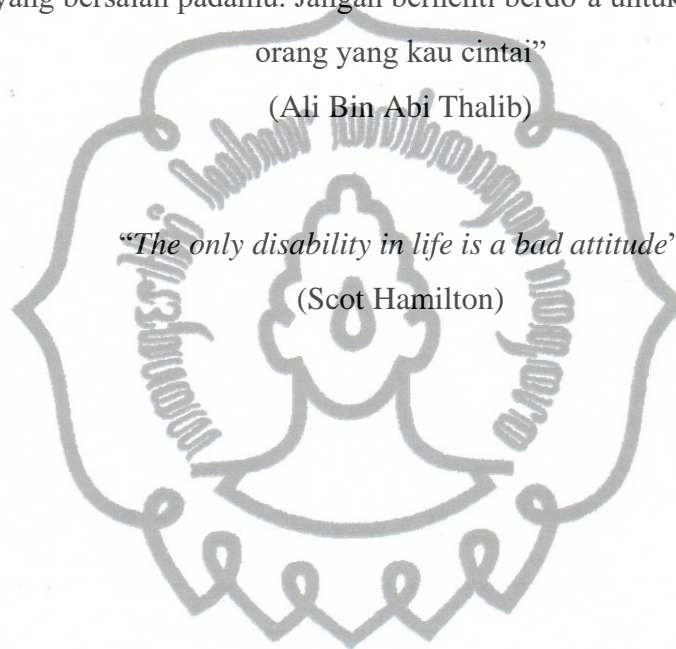 yang bersalah padamu. Jangan berhenti berdo’a untuk
orang yang kau cintai”
(Ali Bin Abi Thalib)
“The only disability in life is a bad attitude”
(Scot Hamilton)